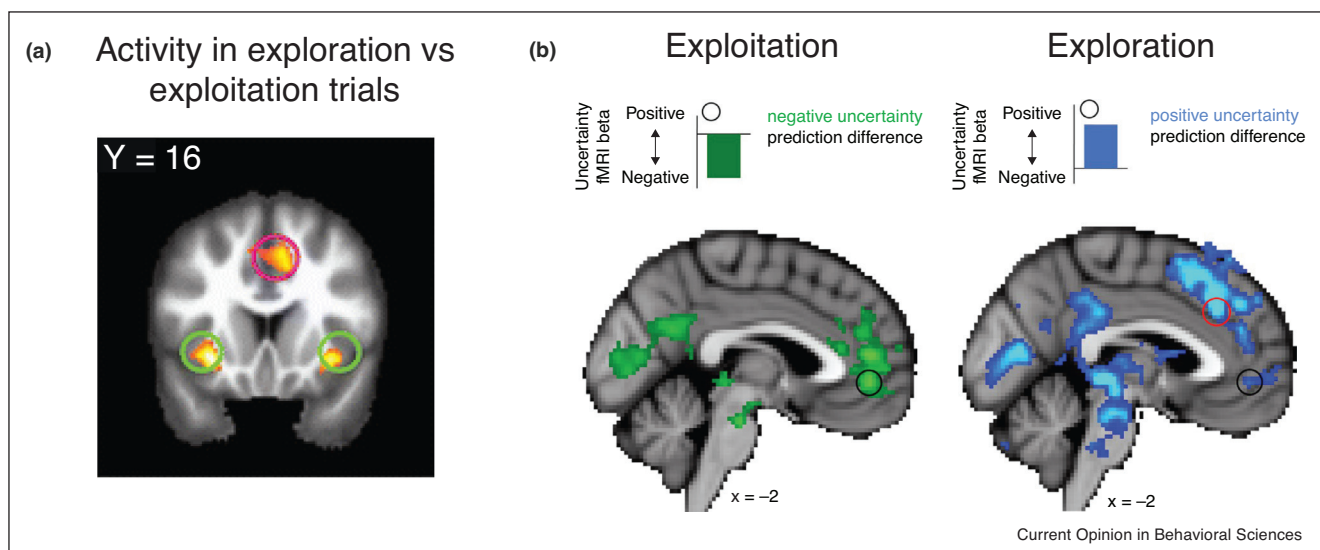 (a) Activity in exploration vs
exploitation trials
Y = 16
(b) Exploitation
Uncertainty
fMRI beta
Positive
Negative
negative uncertainty
prediction difference
x = –2
Exploration
Uncertainty
fMRI beta
Positive
Negative
positive uncertainty
prediction difference
x = –2
Current Opinion in Behavioral Sciences